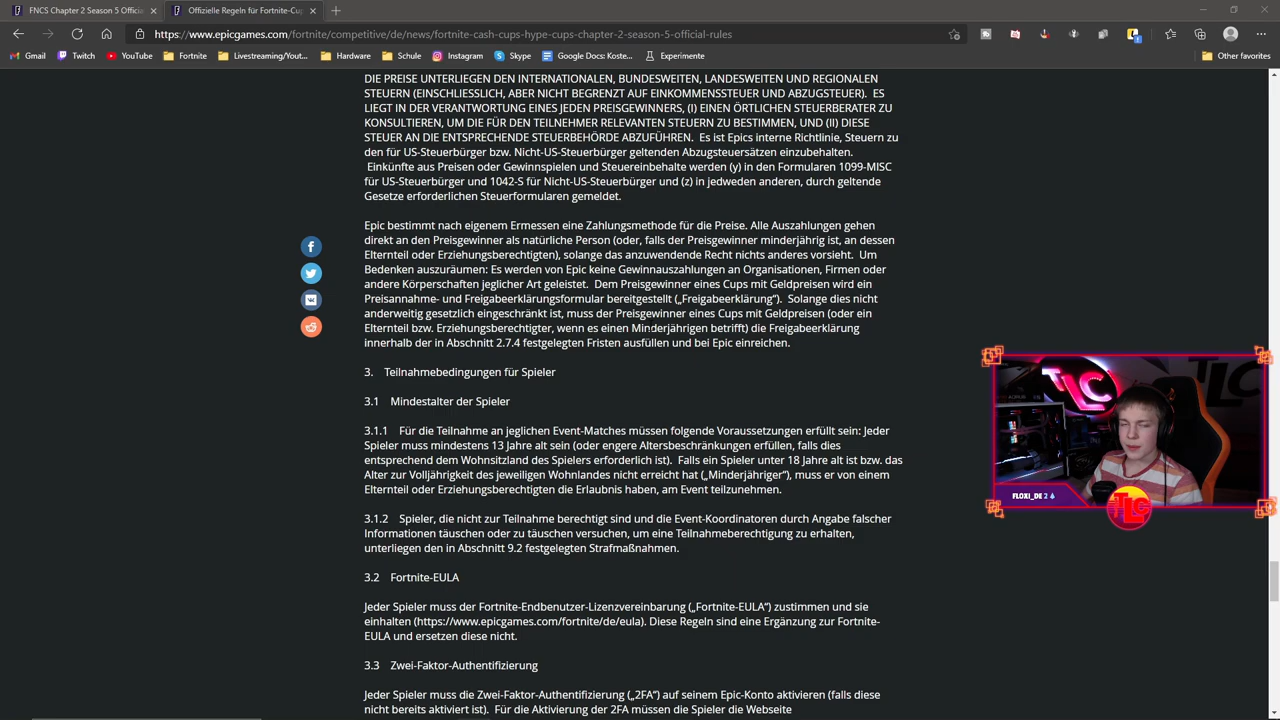 FNCS Chapter 2 Season 5 Offici
Offizielle Regeln für Fortnite-Cu
https://www.epicgames.com/fortnite/competitive/de/news/fortnite-cash-cups-hype-cups-chapter-2-season-5-official-rules
Gmail
Twitch
YouTube
Fortnite
Livestreaming/Yout...
Hardware
Schule
Instagram
Skype
Google Docs: Koste...
Experimente
Other favorites
DIE PREISE UNTERLIEGEN DEN INTERNATIONALEN, BUNDESWEITEN, LANDESWEITEN UND REGIONALEN
STEUERN (EINSCHLIESSLICH, ABER NICHT BEGRENZT AUF EINKOMMENSSTEUER UND ABZUGSTEUER).  ES
LIEGT IN DER VERANTWORTUNG EINES JEDEN PREISGEWINNERS, (I) EINEN ÖRTLICHEN STEUERBERATER ZU
KONSULTIEREN, UM DIE FÜR DEN TEILNEHMER RELEVANTEN STEUERN ZU BESTIMMEN, UND (II) DIESE
STEUER AN DIE ENTSPRECHENDE STEUERBEHÖRDE ABZUFÜHREN.  Es ist Epics interne Richtlinie, Steuern zu
den für US-Steuerbürger bzw. Nicht-US-Steuerbürger geltenden Abzugsteuersätzen einzubehalten.
Einkünfte aus Preisen oder Gewinnspielen und Steuereinbehalte werden (y) in den Formularen 1099-MISC
für US-Steuerbürger und 1042-S für Nicht-US-Steuerbürger und (z) in jedweden anderen, durch geltende
Gesetze erforderlichen Steuerformularen gemeldet.
Epic bestimmt nach eigenem Ermessen eine Zahlungsmethode für die Preise. Alle Auszahlungen gehen
direkt an den Preisgewinner als natürliche Person (oder, falls der Preisgewinner minderjährig ist, an dessen
Elternteil oder Erziehungsberechtigten), solange das anzuwendende Recht nichts anderes vorsieht.  Um
Bedenken auszuräumen: Es werden von Epic keine Gewinnauszahlungen an Organisationen, Firmen oder
andere Körperschaften jeglicher Art geleistet.  Dem Preisgewinner eines Cups mit Geldpreisen wird ein
Preisannahme- und Freigabeerklärungsformular bereitgestellt („Freigabeerklärung“).  Solange dies nicht
anderweitig gesetzlich eingeschränkt ist, muss der Preisgewinner eines Cups mit Geldpreisen (oder ein
Elternteil bzw. Erziehungsberechtigter, wenn es einen Minderjährigen betrifft) die Freigabeerklärung
innerhalb der in Abschnitt 2.7.4 festgelegten Fristen ausfüllen und bei Epic einreichen.
3.   Teilnahmebedingungen für Spieler
3.1   Mindestalter der Spieler
3.1.1   Für die Teilnahme an jeglichen Event-Matches müssen folgende Voraussetzungen erfüllt sein: Jeder
Spieler muss mindestens 13 Jahre alt sein (oder engere Altersbeschränkungen erfüllen, falls dies
entsprechend dem Wohnsitzland des Spielers erforderlich ist).  Falls ein Spieler unter 18 Jahre alt ist bzw. das
Alter zur Volljährigkeit des jeweiligen Wohnlandes nicht erreicht hat („Minderjähriger“), muss er von einem
Elternteil oder Erziehungsberechtigten die Erlaubnis haben, am Event teilzunehmen.
3.1.2   Spieler, die nicht zur Teilnahme berechtigt sind und die Event-Koordinatoren durch Angabe falscher
Informationen täuschen oder zu täuschen versuchen, um eine Teilnahmeberechtigung zu erhalten,
unterliegen den in Abschnitt 9.2 festgelegten Strafmaßnahmen.
3.2   Fortnite-EULA
Jeder Spieler muss der Fortnite-Endbenutzer-Lizenzvereinbarung („Fortnite-EULA“) zustimmen und sie
einhalten (https://www.epicgames.com/fortnite/de/eula). Diese Regeln sind eine Ergänzung zur Fortnite-
EULA und ersetzen diese nicht.
3.3   Zwei-Faktor-Authentifizierung
Jeder Spieler muss die Zwei-Faktor-Authentifizierung („2FA“) auf seinem Epic-Konto aktivieren (falls diese
nicht bereits aktiviert ist).  Für die Aktivierung der 2FA müssen die Spieler die Webseite
TLC
TLC
FLOXI_DE 2
TLC